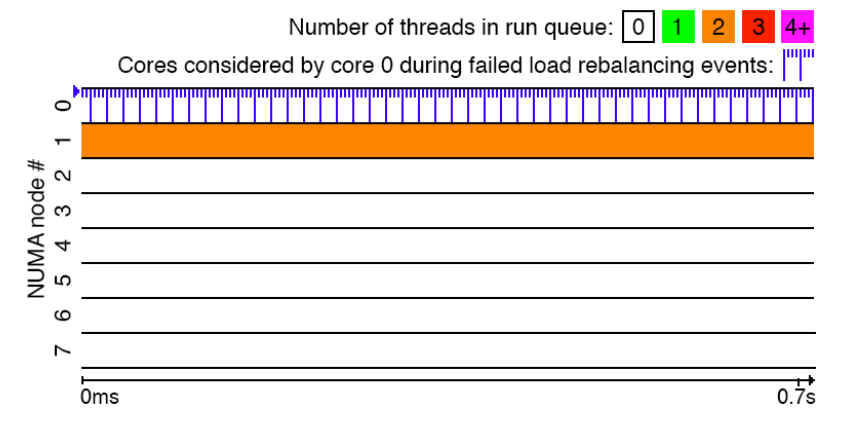 Number of threads in run queue: 0 1 2 3 4+
Cores considered by core 0 during failed load rebalancing events:
NUMA node #
0
1
2
3
4
5
6
7
0ms 0.7s